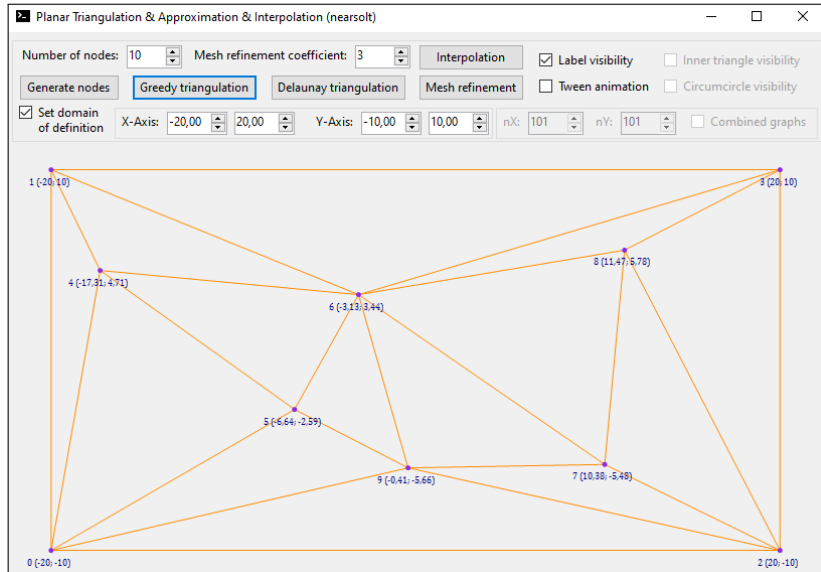 Planar Triangulation & Approximation & Interpolation (nearsolt)
Number of nodes: 10 Mesh refinement coefficient: 3 Interpolation Label visibility Inner triangle visibility
Generate nodes Greedy triangulation Delaunay triangulation Mesh refinement Tween animation Circumcircle visibility
Set domain
of definition X-Axis: -20,00 20,00 Y-Axis: -10,00 10,00 nX: 101 nY: 101 Combined graphs
1 (-20; 10) 3 (20; 10)
8 (11,47; 5,78)
4 (-17,31; 4,71)
6 (-3,13; 3,44)
5 (-6,64; -2,59)
9 (-0,41; -5,66) 7 (10,38; -5,48)
0 (-20; -10) 2 (20; -10)